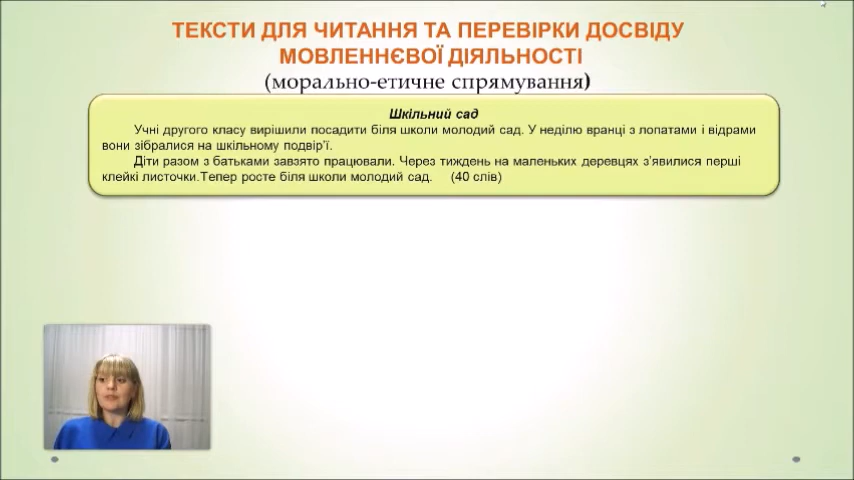 ТЕКСТИ ДЛЯ ЧИТАННЯ ТА ПЕРЕВІРКИ ДОСВІДУ
МОВЛЕННЄВОЇ ДІЯЛЬНОСТІ
(морально-етичне спрямування)
Шкільний сад
Учні другого класу вирішили посадити біля школи молодий сад. У неділю вранці з лопатами і відрами
вони зібралися на шкільному подвір’ї.
Діти разом з батьками завзято працювали. Через тиждень на маленьких деревцях з’явилися перші
клейкі листочки.Тепер росте біля школи молодий сад. (40 слів)